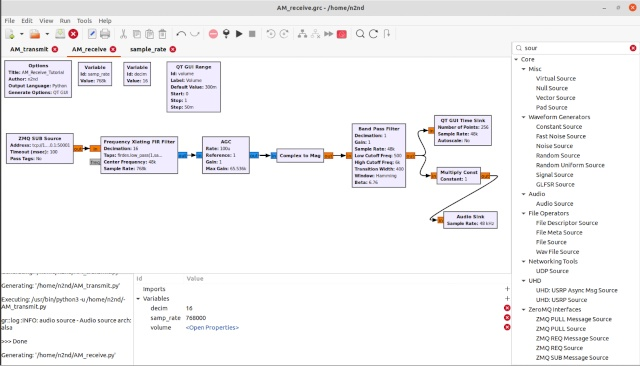 AM_receive.grc - /home/n2nd
File Edit View Run Tools Help
AM_transmit AM_receive sample_rate
Options
Title: AM_Receive_Tutorial
Author: n2nd
Output Language: Python
Generate Options: QT GUI
Variable
Id: samp_rate
Value: 768k
Variable
Id: decim
Value: 16
QT GUI Range
Id: volume
Label: Volume
Default Value: 300m
Start: 0
Stop: 1
Step: 50m
ZMQ SUB Source
Timeout (msec): 100
Pass Tags: No
Frequency Xlating FIR Filter
Decimation: 16
Center Frequency: 48k
Sample Rate: 768k
AGC
Rate: 100u
Reference: 1
Gain: 1
Max Gain: 65.536k
Complex to Mag
Band Pass Filter
Decimation: 1
Gain: 1
Sample Rate: 48k
Low Cutoff Freq: 500
High Cutoff Freq: 6k
Transition Width: 400
Window: Hamming
Beta: 6.76
QT GUI Time Sink
Number of Points: 256
Sample Rate: 48k
Autoscale: No
Multiply Const
Constant: 1
Audio Sink
Sample Rate: 48 kHz
sour
Core
Misc
Virtual Source
Null Source
Vector Source
Pad Source
Waveform Generators
Constant Source
Fast Noise Source
Noise Source
Random Source
Random Uniform Source
Signal Source
GLFSR Source
Audio
Audio Source
File Operators
File Descriptor Source
File Meta Source
File Source
Wav File Source
Networking Tools
UDP Source
UHD
UHD: USRP Async Msg Source
UHD: USRP Source
ZeroMQ Interfaces
ZMQ PULL Message Source
ZMQ PULL Source
ZMQ REQ Message Source
ZMQ REQ Source
ZMQ SUB Message Source
Generating: '/home/n2nd/AM_transmit.py'
Executing: /usr/bin/python3 -u /home/n2nd/
AM_transmit.py
gr::log :INFO: audio source - Audio source arch:
alsa
>>> Done
Generating: '/home/n2nd/AM_receive.py'
Id Value
Imports
Variables
decim 16
samp_rate 768000
volume <Open Properties>